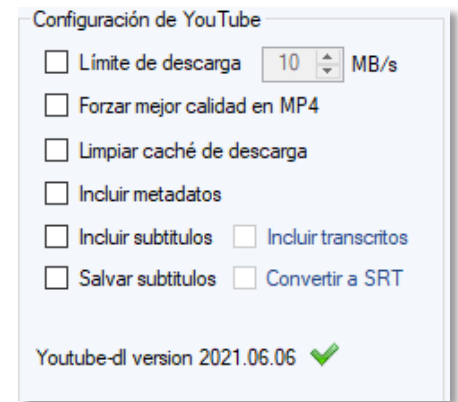 Configuración de YouTube
Límite de descarga 10 MB/s
Forzar mejor calidad en MP4
Limpiar caché de descarga
Incluir metadatos
Incluir subtitulos Incluir transcritos
Salvar subtitulos Convertir a SRT
Youtube-dl version 2021.06.06